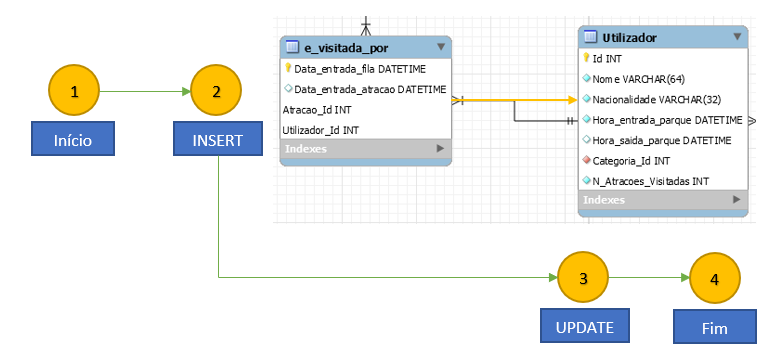 1
Início
2
INSERT
e_visitada_por
Data_entrada_fila DATETIME
Data_entrada_atracao DATETIME
Atracao_Id INT
Utilizador_Id INT
Indexes
Utilizador
Id INT
Nome VARCHAR(64)
Nacionalidade VARCHAR(32)
Hora_entrada_parque DATETIME
Hora_saida_parque DATETIME
Categoria_Id INT
N_Atracoes_Visitadas INT
Indexes
3
UPDATE
4
Fim